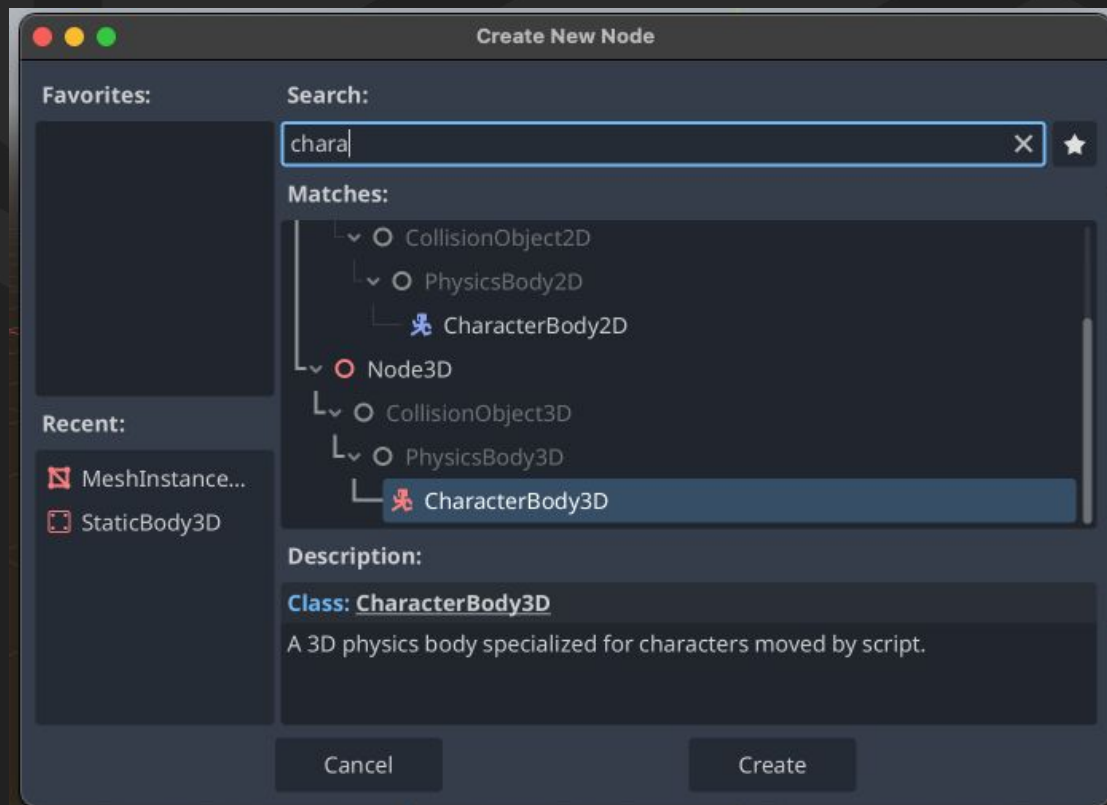 Create New Node
Favorites:
Search:
chara
Matches:
CollisionObject2D
PhysicsBody2D
CharacterBody2D
Node3D
CollisionObject3D
PhysicsBody3D
CharacterBody3D
Recent:
MeshInstance...
StaticBody3D
Description:
Class: CharacterBody3D
A 3D physics body specialized for characters moved by script.
Cancel
Create